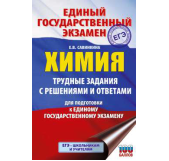 ЕДИНЫЙ
ГОСУДАРСТВЕННЫЙ
ЭКЗАМЕН
ЕГЭ
Е.В. САВИНКИНА
ХИМИЯ
ТРУДНЫЕ ЗАДАНИЯ
С РЕШЕНИЯМИ И ОТВЕТАМИ
ДЛЯ ПОДГОТОВКИ
К ЕДИНОМУ
ГОСУДАРСТВЕННОМУ ЭКЗАМЕНУ
ЕГЭ - ШКОЛЬНИКАМ И УЧИТЕЛЯМ
100
БАЛЛОВ